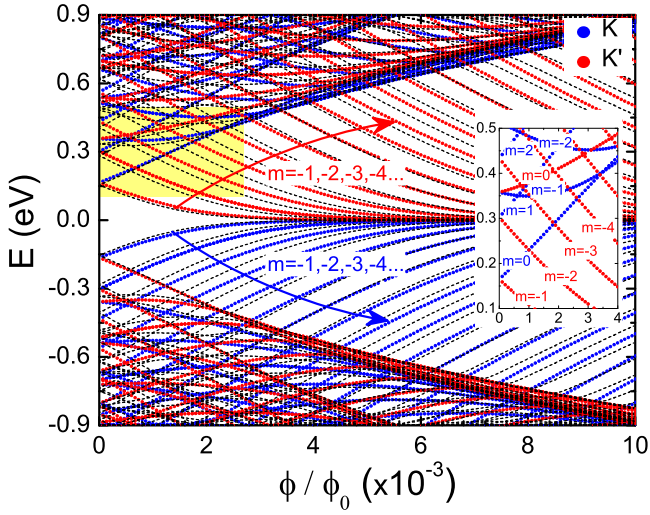 0.9
0.6
0.3
0.0
-0.3
-0.6
-0.9
E (eV)
K
K'
m=-1,-2,-3,-4...
m=-1,-2,-3,-4...
0.5
0.4
0.3
0.2
0.1
m=2
m=-2
m=0
m=-1
m=1
m=-4
m=-3
m=0
m=-2
m=-1
0 1 2 3 4
0 2 4 6 8 10
ϕ / ϕ₀ (x10⁻³)